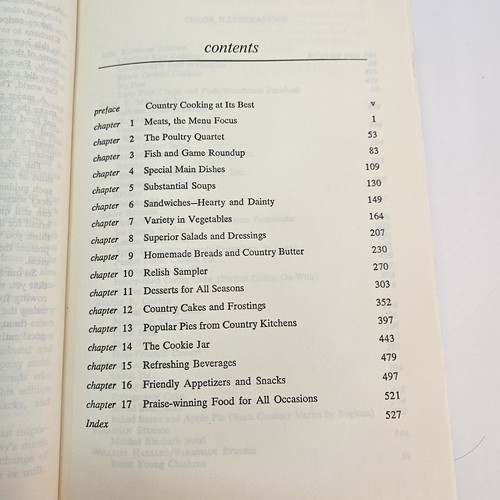 contents
preface Country Cooking at Its Best v
chapter 1 Meats, the Menu Focus 1
chapter 2 The Poultry Quartet 53
chapter 3 Fish and Game Roundup 83
chapter 4 Special Main Dishes 109
chapter 5 Substantial Soups 130
chapter 6 Sandwiches—Hearty and Dainty 149
chapter 7 Variety in Vegetables 164
chapter 8 Superior Salads and Dressings 207
chapter 9 Homemade Breads and Country Butter 230
chapter 10 Relish Sampler 270
chapter 11 Desserts for All Seasons 303
chapter 12 Country Cakes and Frostings 352
chapter 13 Popular Pies from Country Kitchens 397
chapter 14 The Cookie Jar 443
chapter 15 Refreshing Beverages 479
chapter 16 Friendly Appetizers and Snacks 497
chapter 17 Praise-winning Food for All Occasions 521
Index 527